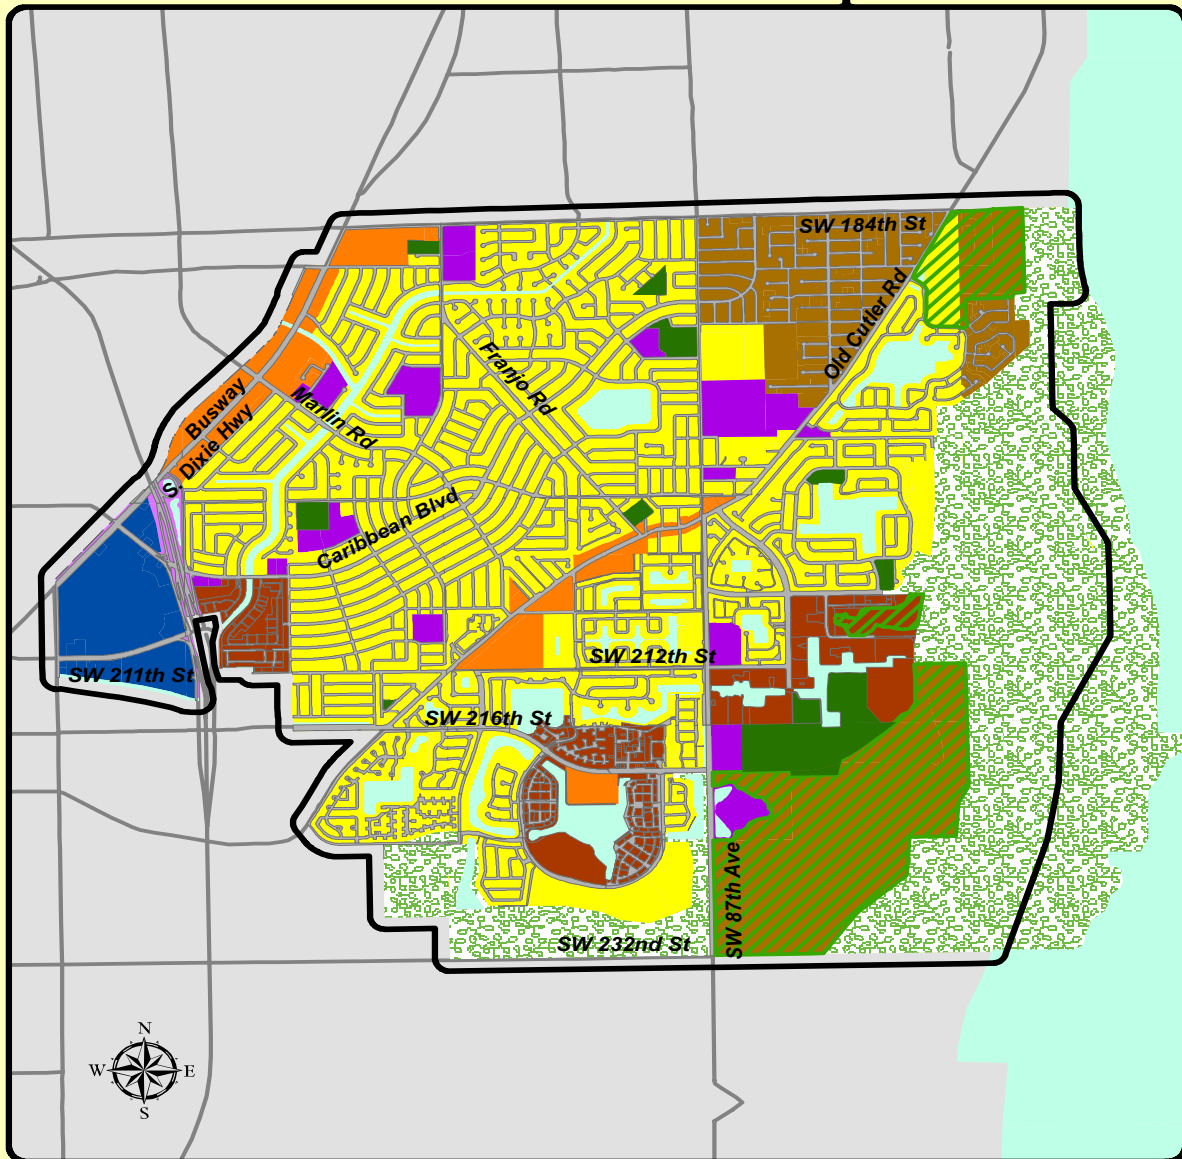 SW 184th St
Old Cutler Rd
Franjo Rd
Busway
Marlin Rd
S. Dixie Hwy
Caribbean Blvd
SW 212th St
SW 211th St
SW 216th St
SW 87th Ave
SW 232nd St
N
W
E
S